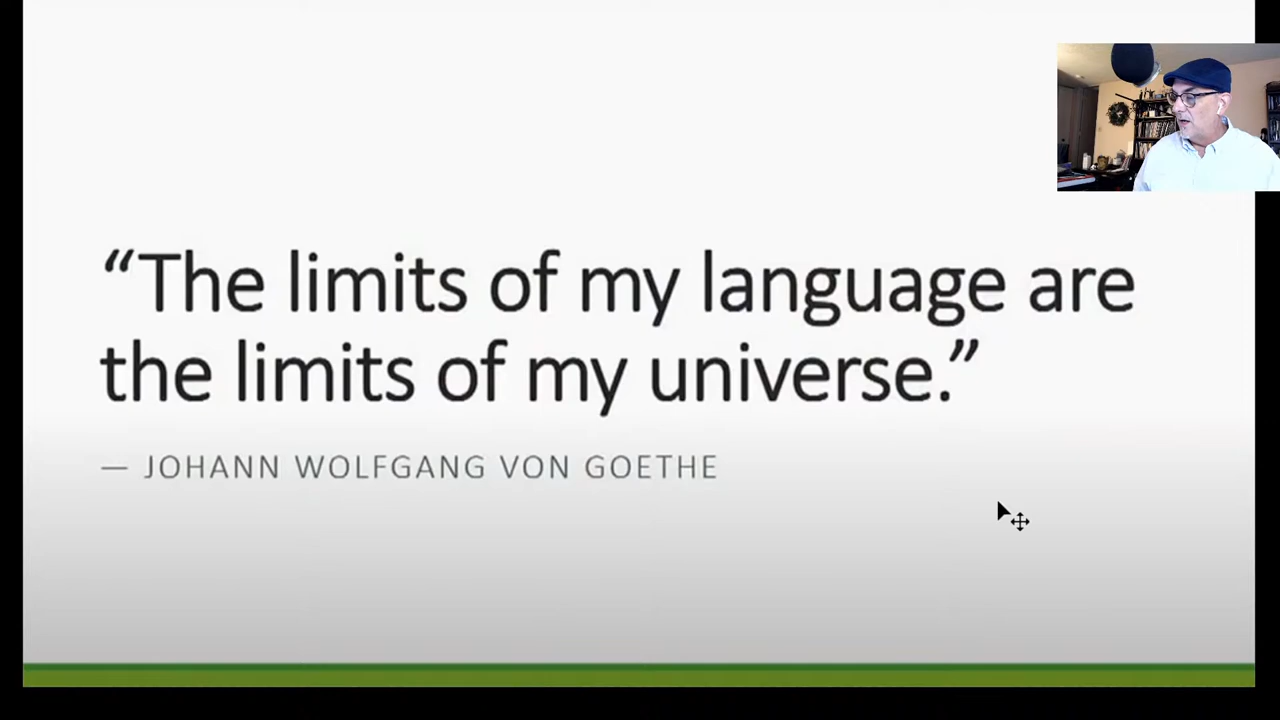 “The limits of my language are
the limits of my universe.”
— JOHANN WOLFGANG VON GOETHE